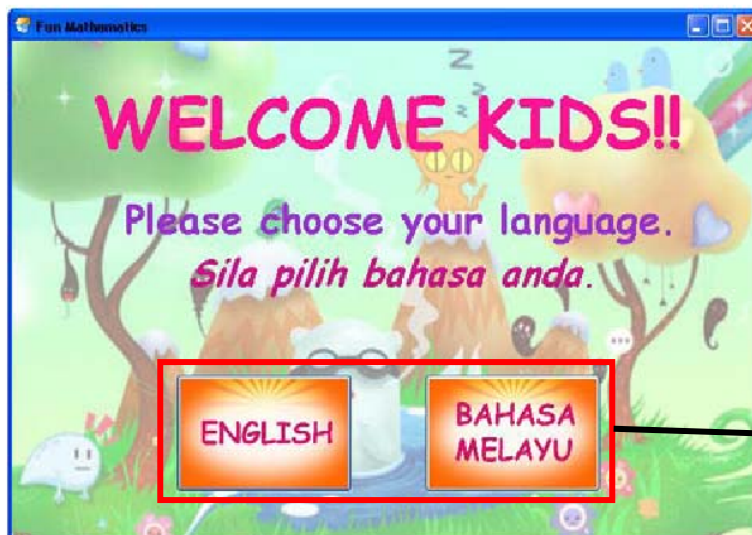 Fun Mathematics
Z
z
z
WELCOME KIDS!!
Please choose your language.
Sila pilih bahasa anda.
ENGLISH
BAHASA
MELAYU